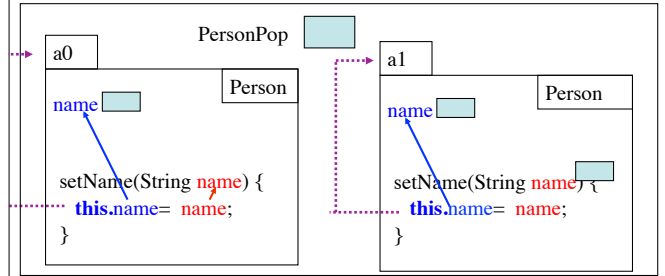 PersonPop
a0
Person
name
setName(String name) {
this.name= name;
}
a1
Person
name
setName(String name) {
this.name= name;
}